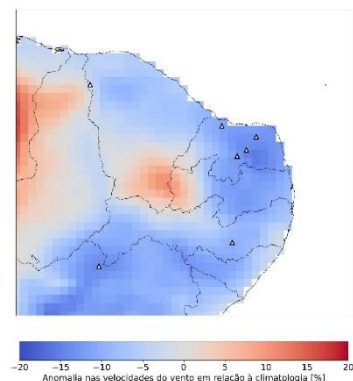 −20 −15 −10 −5 0 5 10 15 20
Anomalia nas velocidades do vento em relação à climatologia [%]